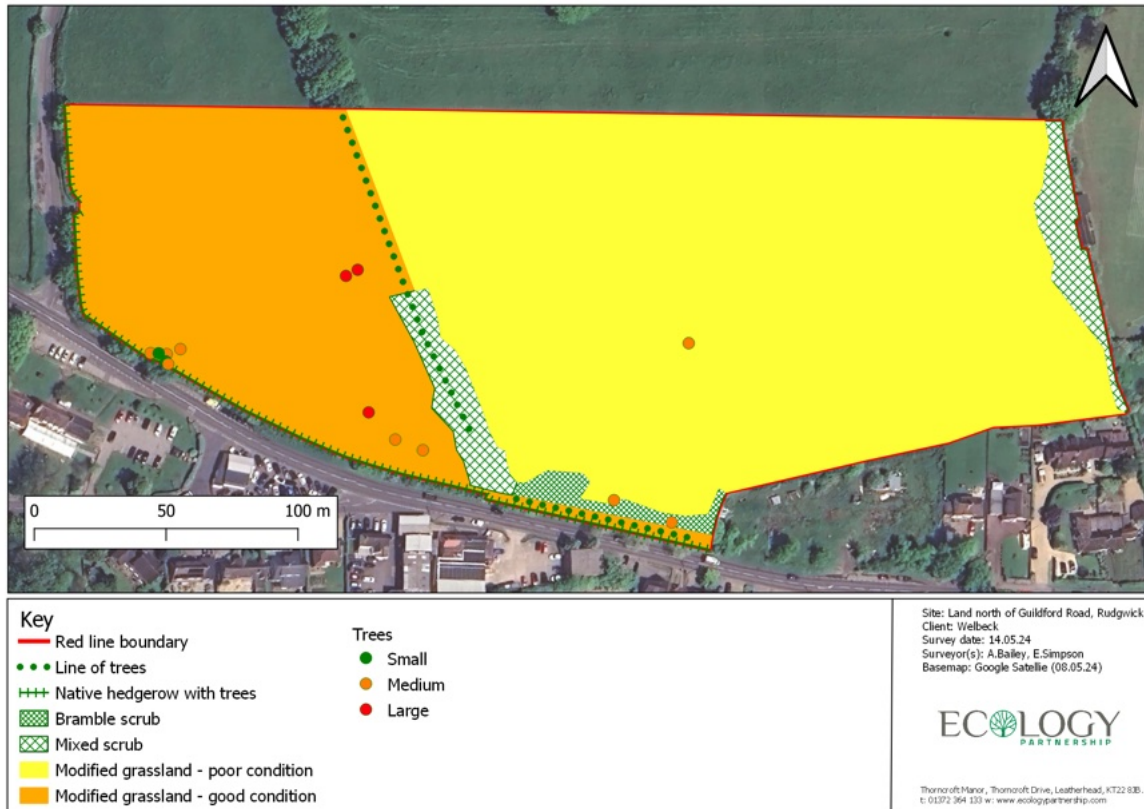 0 50 100 m
Key
Red line boundary
Line of trees
Native hedgerow with trees
Bramble scrub
Mixed scrub
Modified grassland - poor condition
Modified grassland - good condition
Trees
Small
Medium
Large
Site: Land north of Guildford Road, Rudgwick
Client: Welbeck
Survey date: 14.05.24
Surveyor(s): A.Bailey, E.Simpson
Basemap: Google Satellie (08.05.24)
ECOLOGY
PARTNERSHIP
Thorncroft Manor, Thorncroft Drive, Leatherhead, KT22 8JB.
t: 01372 364 133 w: www.ecologypartnership.com